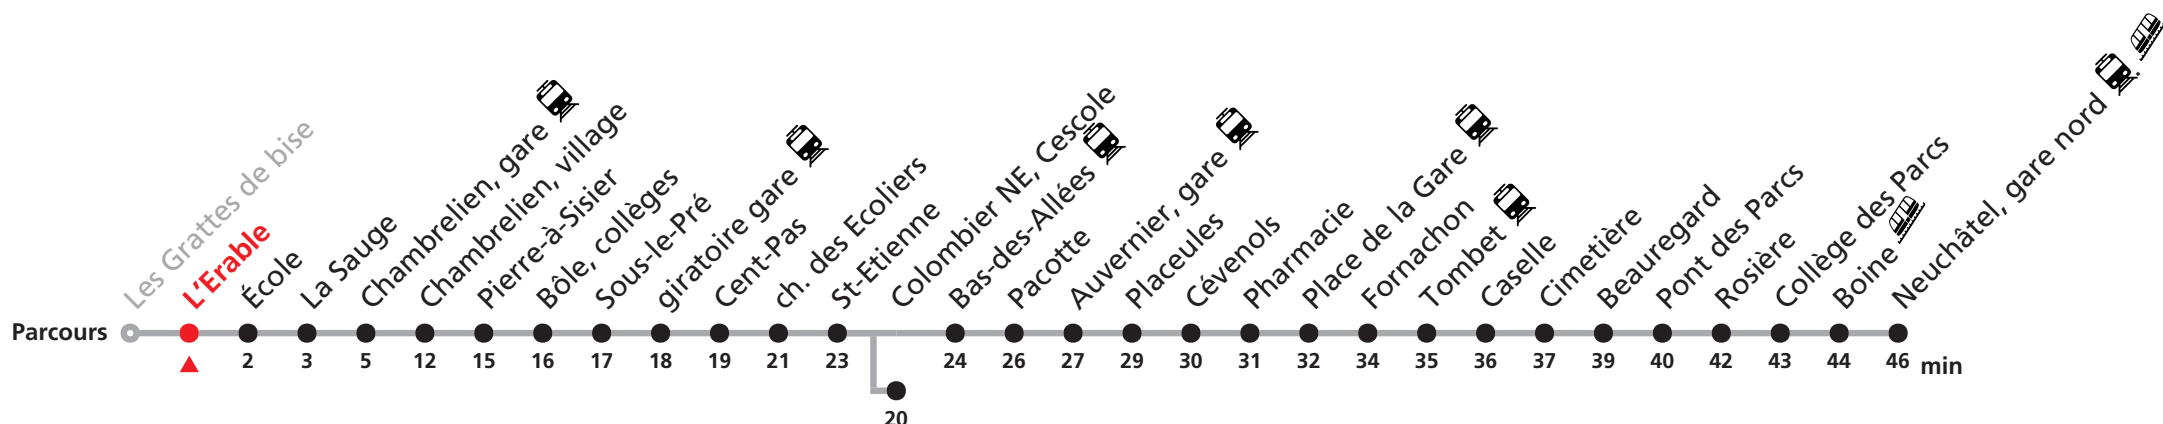 Les Grattes de bise
L'Erable
École
La Sauge
Chambrelien, gare
Chambrelien, village
Pierre-à-Sisier
Bôle, collèges
Sous-le-Pré
giratoire gare
Cent-Pas
ch. des Ecoliers
St-Etienne
Colombier NE, Cescole
Bas-des-Allées
Pacotte
Auvernier, gare
Placeules
Cévenols
Pharmacie
Place de la Gare
Fornachon
Tombet
Caselle
Cimetière
Beauregard
Pont des Parcs
Rosière
Collège des Parcs
Boine
Neuchâtel, gare nord
Parcours
2 3 5 12 15 16 17 18 19 21 23 24 26 27 29 30 31 32 34 35 36 37 39 40 42 43 44 46 min
20